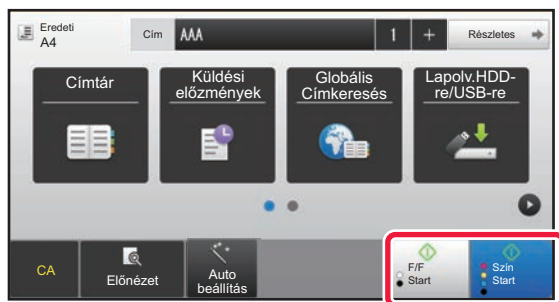 Eredeti
A4
Cím
AAA
1
+
Részletes
Címtár
Küldési
előzmények
Globális
Címkeresés
Lapolv.HDD-
re/USB-re
CA
Előnézet
Auto
beállítás
F/F
Start
Szín
Start